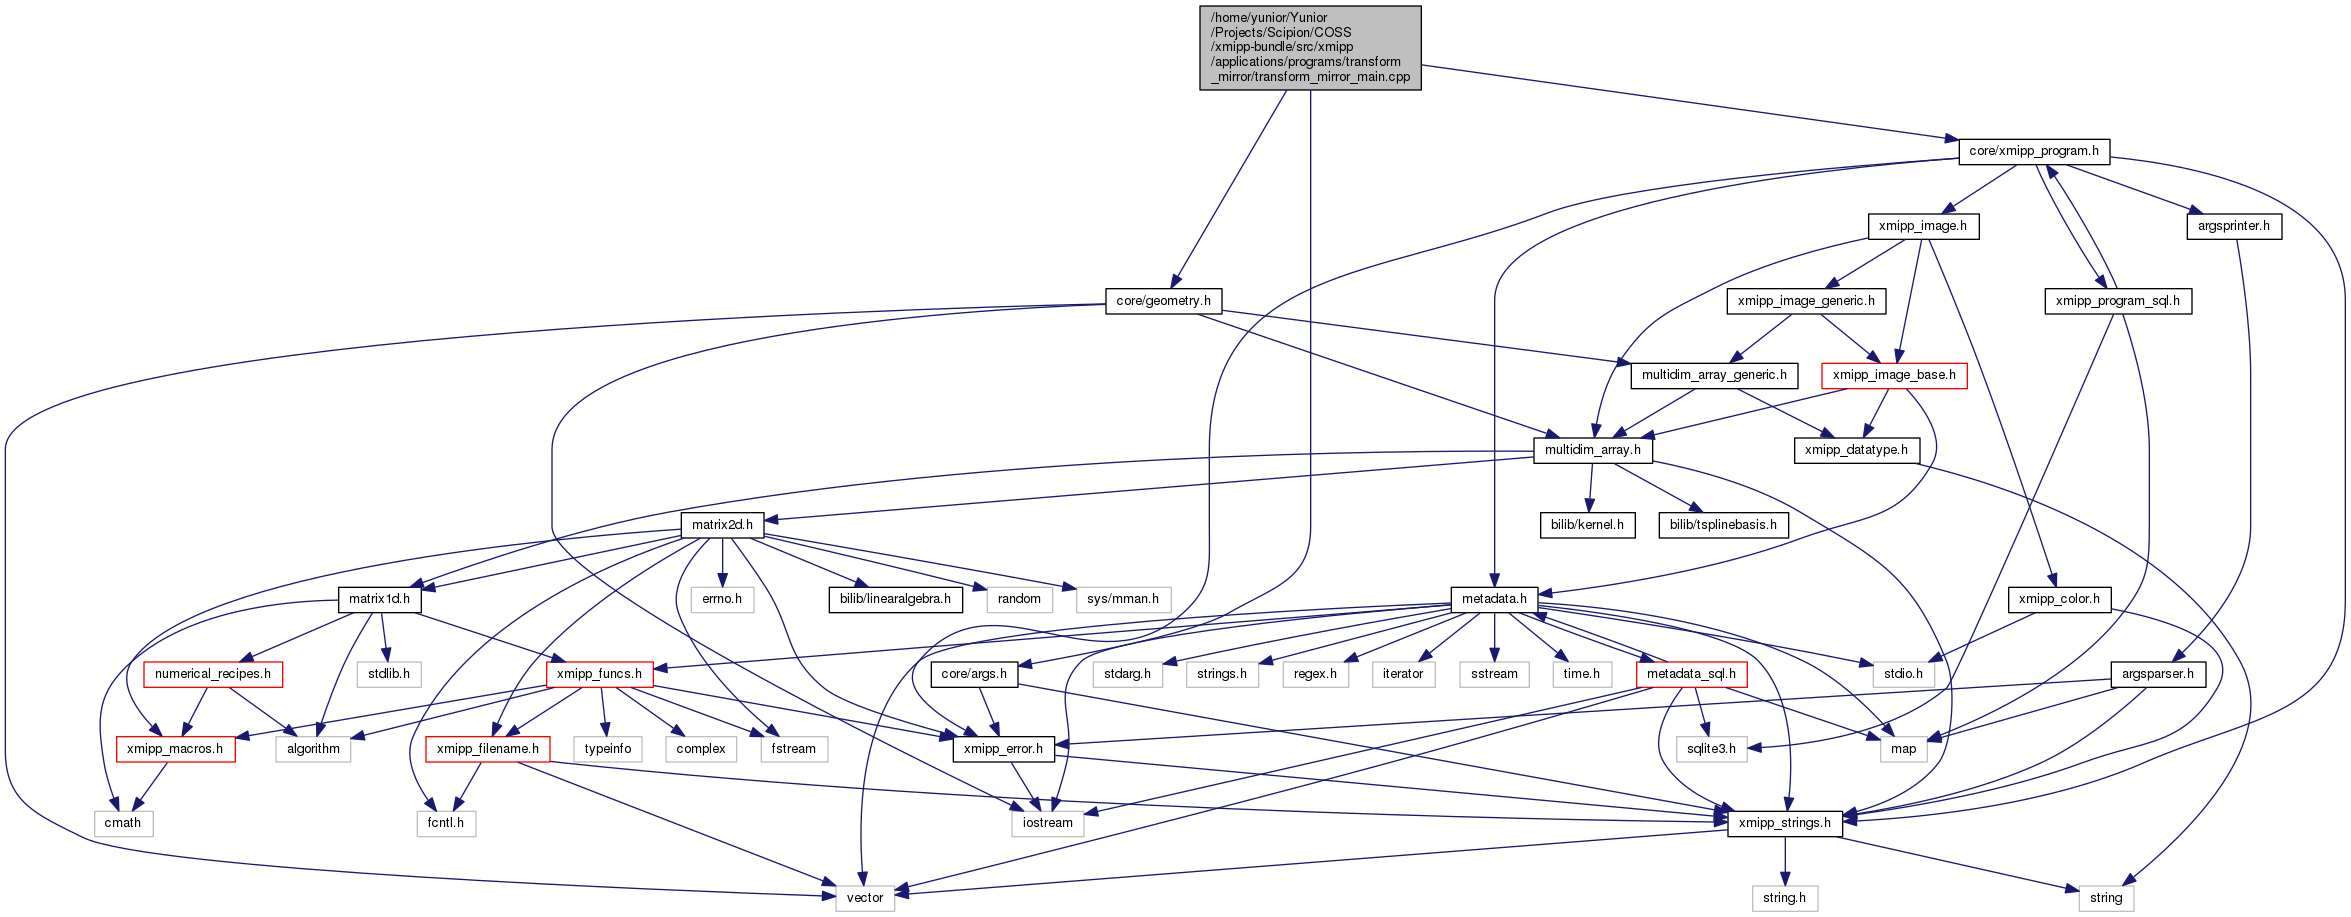 /home/yunior/Yunior
/Projects/Scipion/COSS
/xmipp-bundle/src/xmipp
/applications/programs/transform
_mirror/transform_mirror_main.cpp
core/xmipp_program.h
xmipp_image.h
argsprinter.h
core/geometry.h
xmipp_image_generic.h
xmipp_program_sql.h
multidim_array_generic.h
xmipp_image_base.h
multidim_array.h
xmipp_datatype.h
matrix2d.h
bilib/kernel.h
bilib/tsplinebasis.h
matrix1d.h
errno.h
bilib/linearalgebra.h
random
sys/mman.h
metadata.h
xmipp_color.h
numerical_recipes.h
stdlib.h
xmipp_funcs.h
core/args.h
stdarg.h
strings.h
regex.h
iterator
sstream
time.h
metadata_sql.h
stdio.h
argsparser.h
xmipp_macros.h
algorithm
xmipp_filename.h
typeinfo
complex
fstream
xmipp_error.h
sqlite3.h
map
cmath
fcntl.h
iostream
xmipp_strings.h
vector
string.h
string